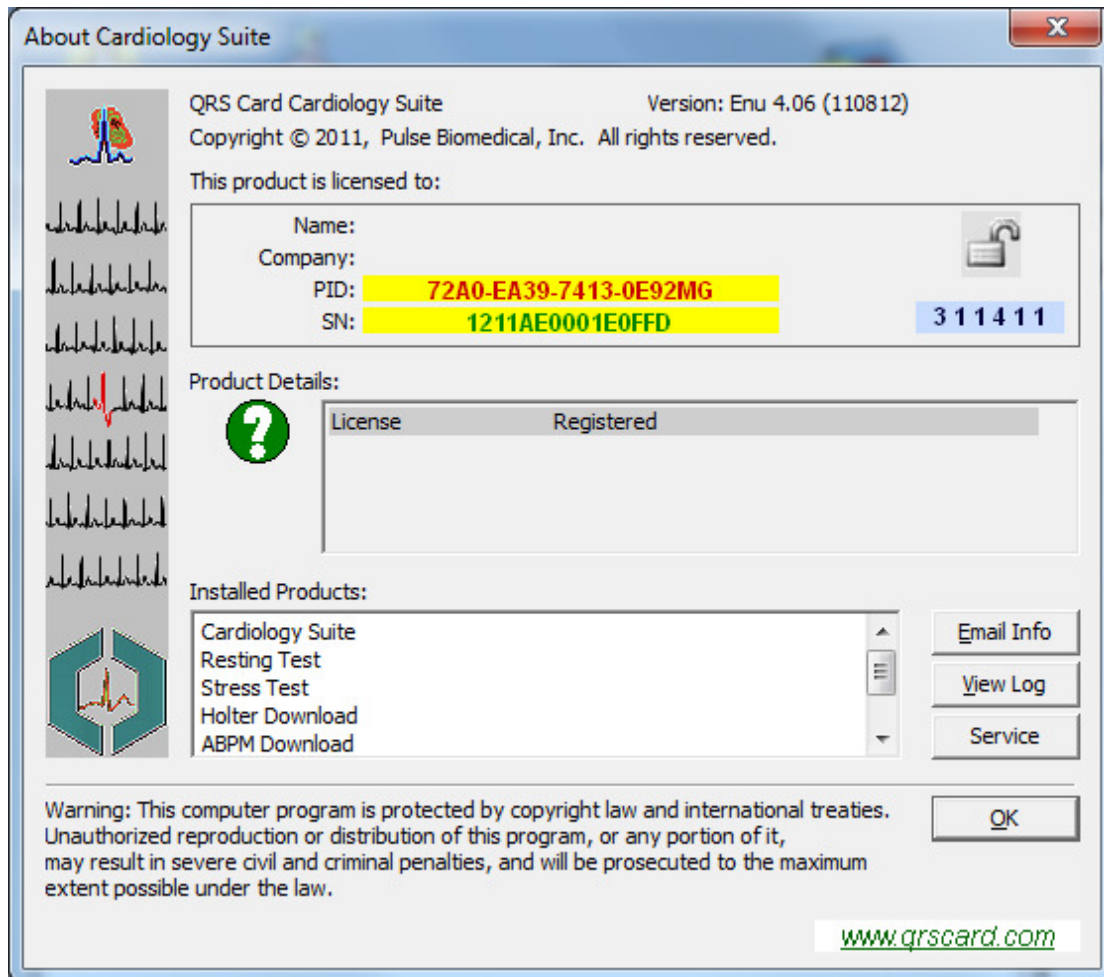 About Cardiology Suite
QRS Card Cardiology Suite Version: Enu 4.06 (110812)
Copyright © 2011, Pulse Biomedical, Inc. All rights reserved.
This product is licensed to:
Name:
Company:
PID: 72A0-EA39-7413-0E92MG
SN: 1211AE0001E0FFD
311411
Product Details:
License Registered
Installed Products:
Cardiology Suite
Resting Test
Stress Test
Holter Download
ABPM Download
Email Info
View Log
Service
Warning: This computer program is protected by copyright law and international treaties.
Unauthorized reproduction or distribution of this program, or any portion of it,
may result in severe civil and criminal penalties, and will be prosecuted to the maximum
extent possible under the law.
OK
www.qrscard.com